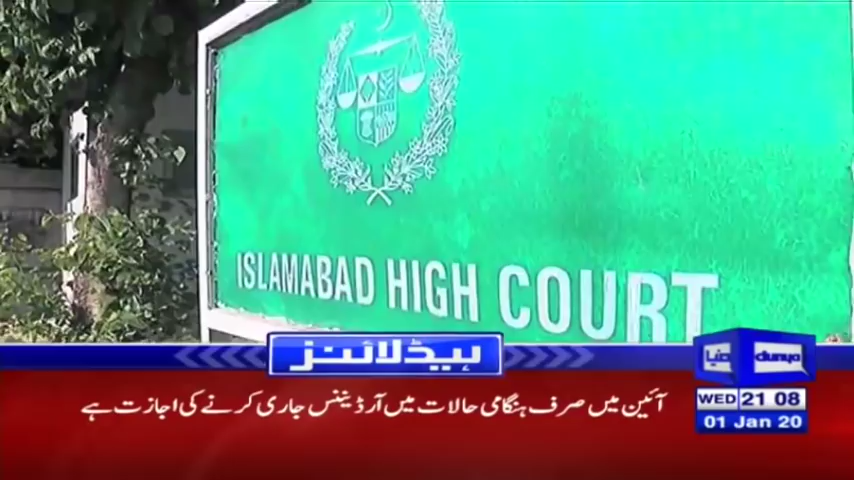 ISLAMABAD HIGH COURT
ہیڈلائنز
آئین میں صرف ہنگامی حالات میں آرڈیننس جاری کرنے کی اجازت ہے
دنیا dunya
WED 21 08
01 Jan 20